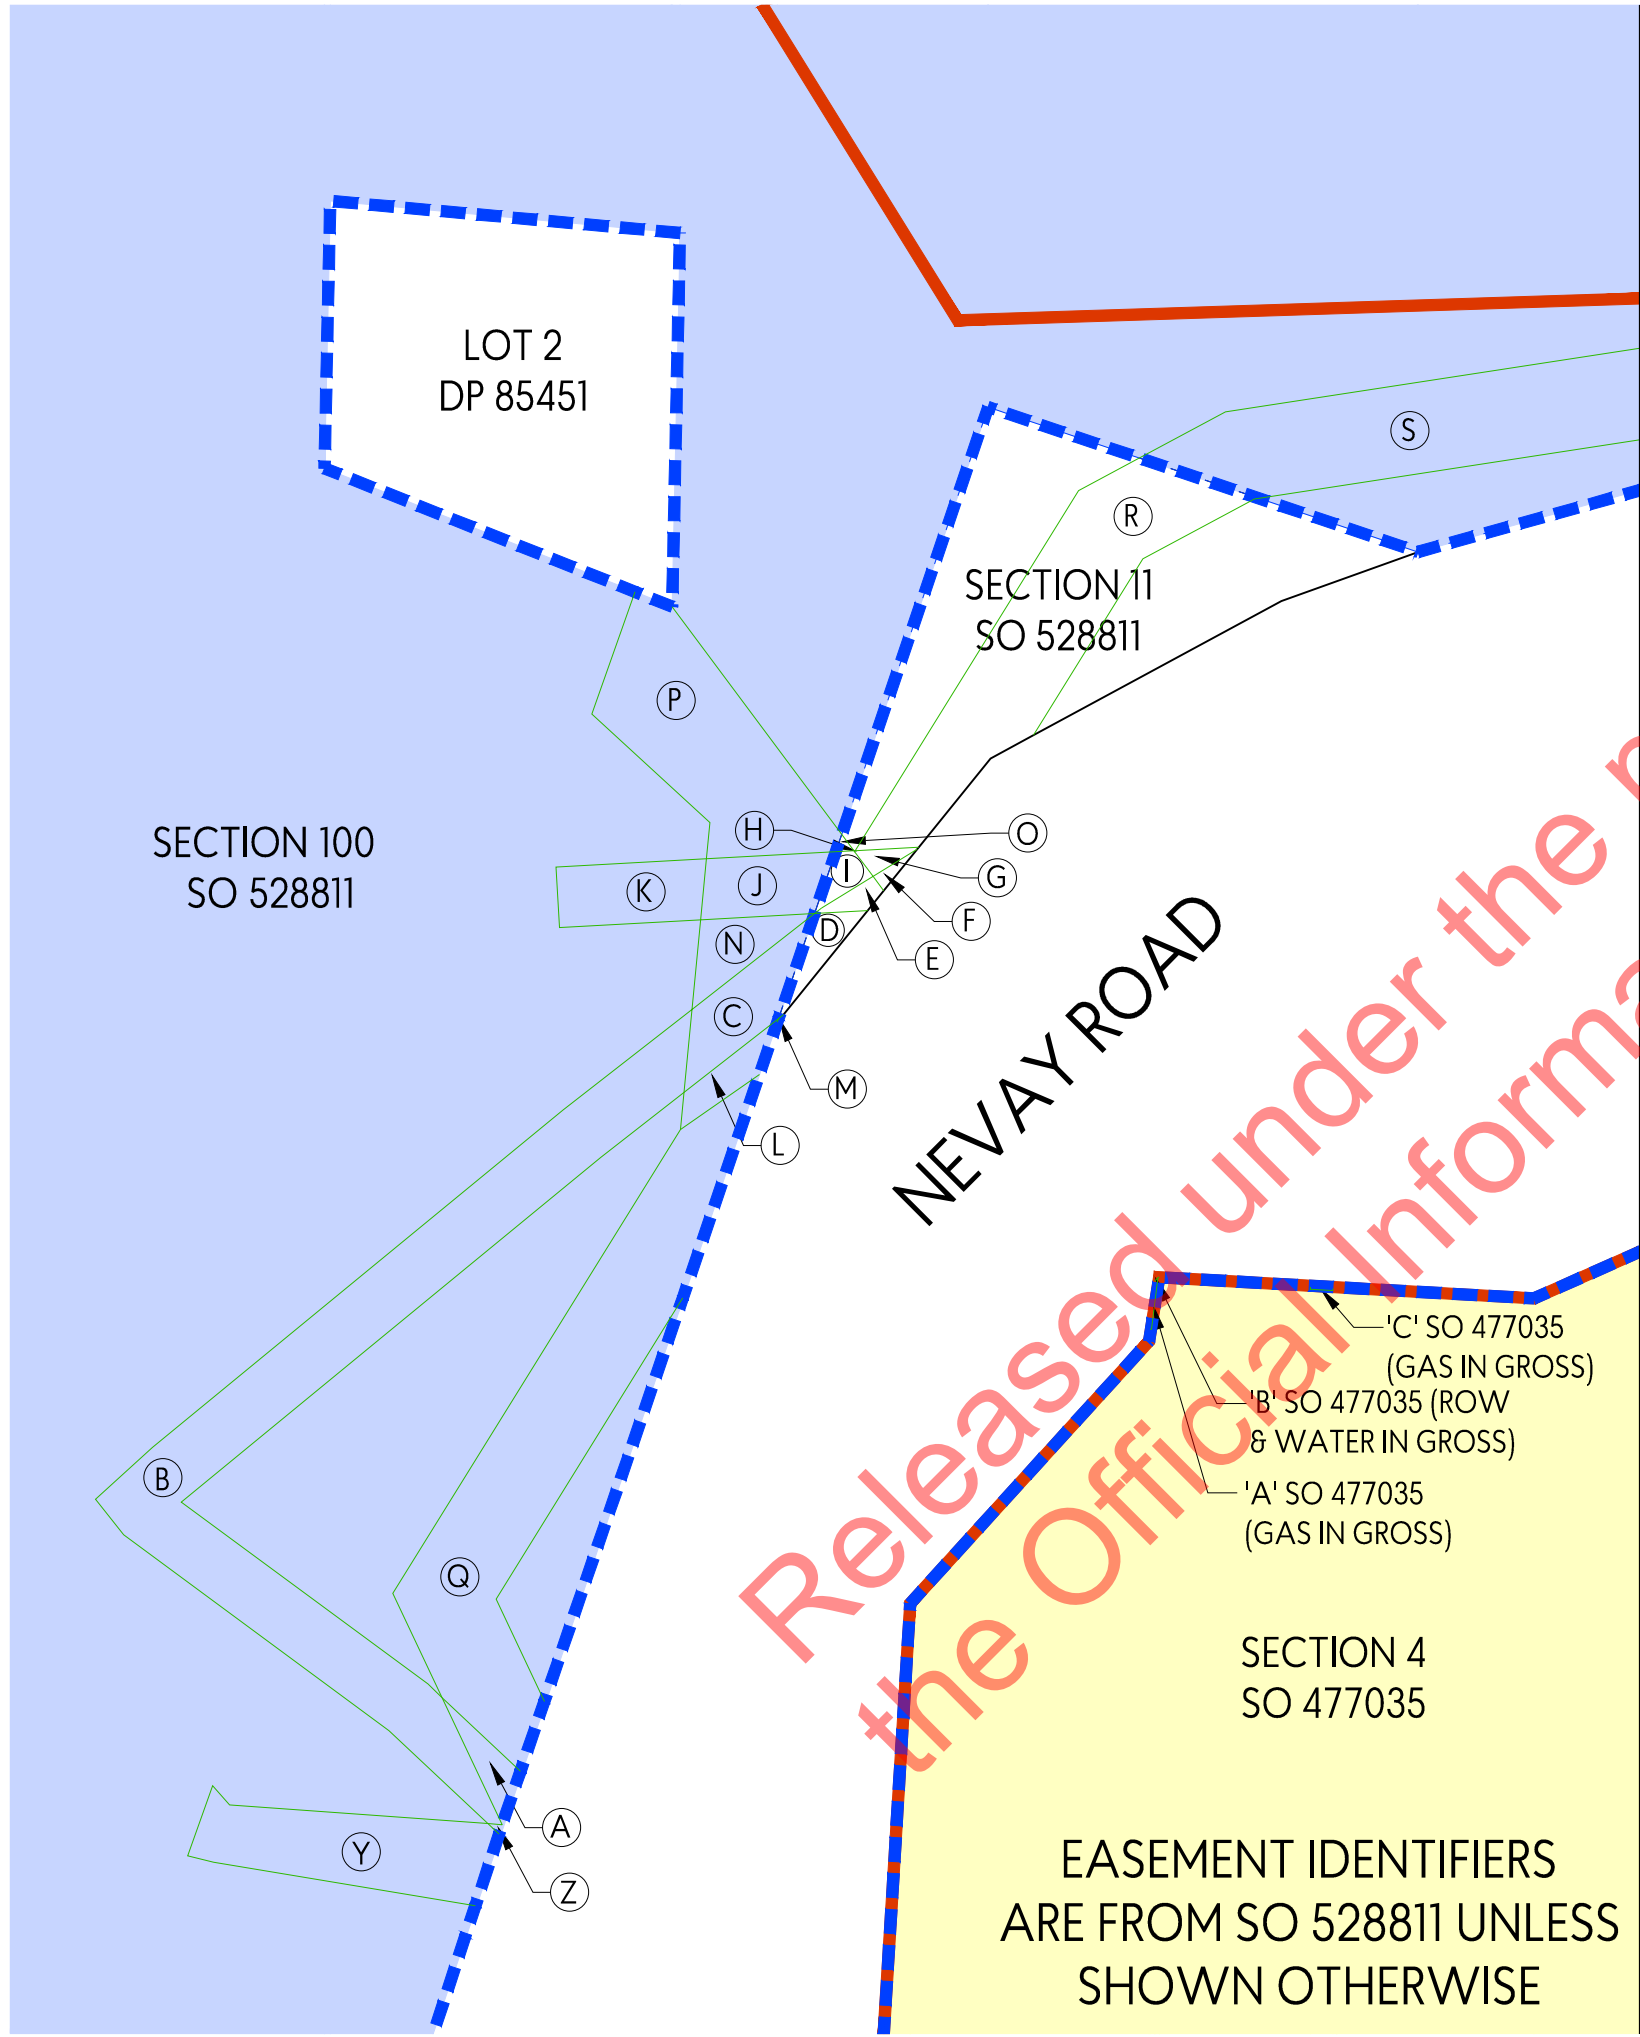 LOT 2
DP 85451
S
R
SECTION 11
SO 528811
P
SECTION 100
SO 528811
H
O
I
G
K
J
F
D
N
E
C
M
L
NEVAY ROAD
Released under the
the Official Informa
'C' SO 477035
(GAS IN GROSS)
'B' SO 477035 (ROW
& WATER IN GROSS)
'A' SO 477035
(GAS IN GROSS)
B
Q
SECTION 4
SO 477035
A
Y
Z
EASEMENT IDENTIFIERS
ARE FROM SO 528811 UNLESS
SHOWN OTHERWISE